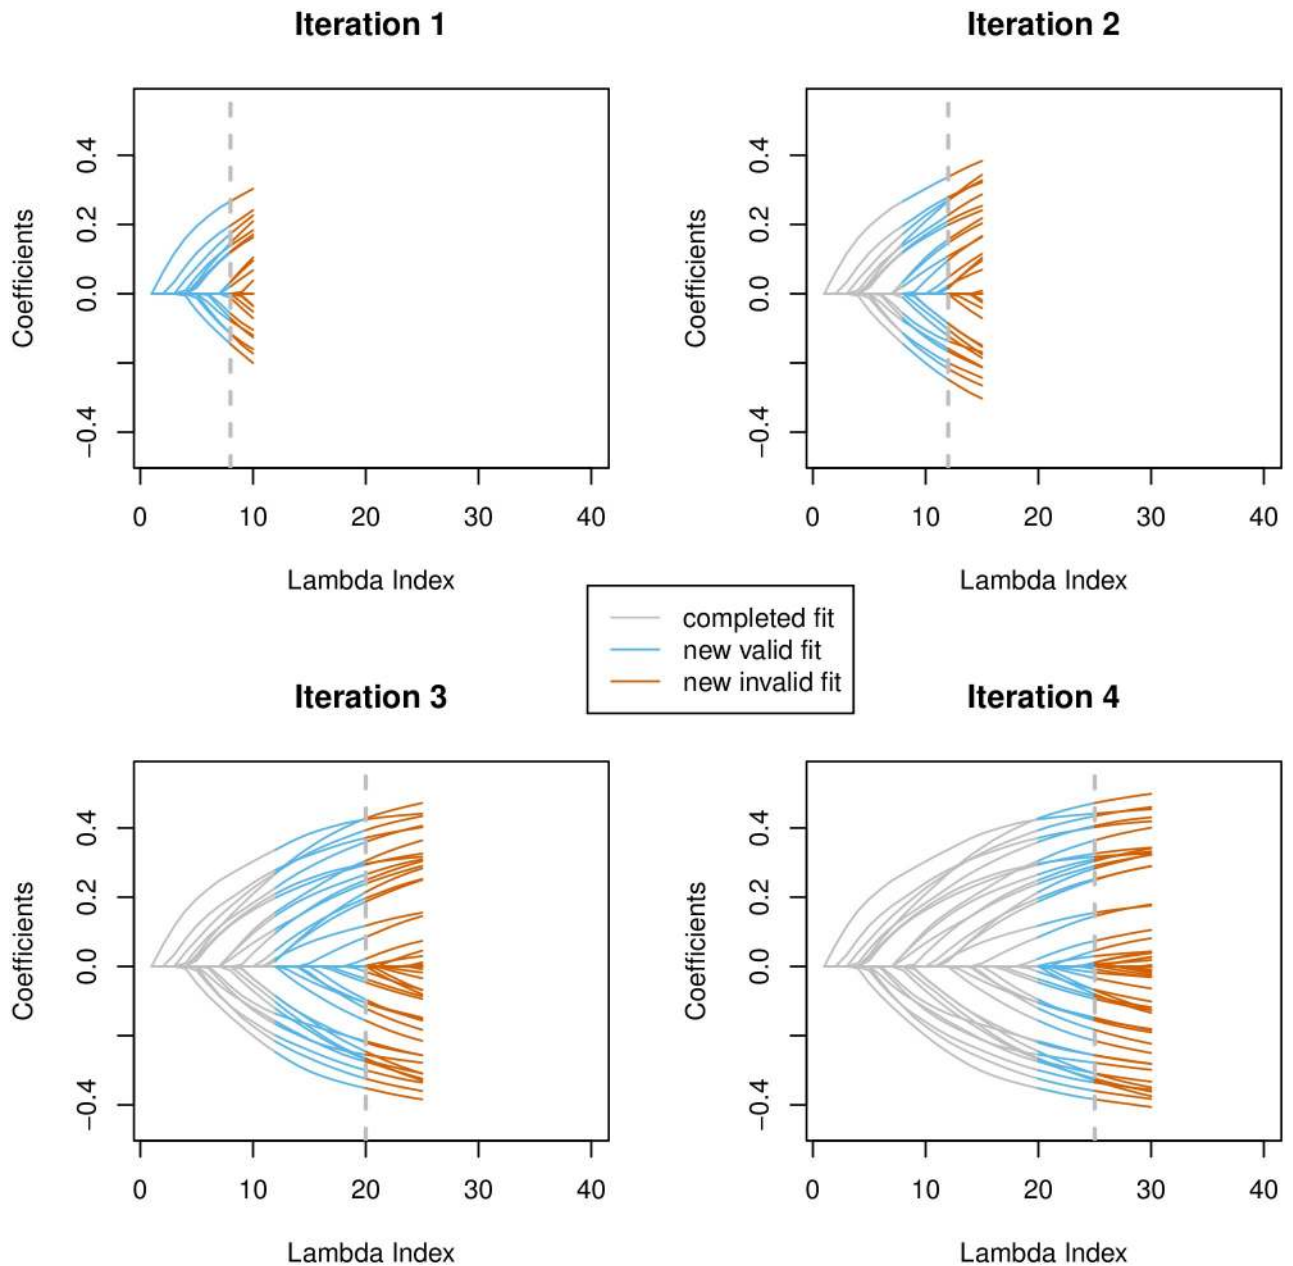 Iteration 1
Iteration 2
Coefficients
0.4
0.2
0.0
−0.4
0 10 20 30 40
Lambda Index
Coefficients
0.4
0.2
0.0
−0.4
0 10 20 30 40
Lambda Index
completed fit
new valid fit
new invalid fit
Iteration 3
Iteration 4
Coefficients
0.4
0.2
0.0
−0.4
0 10 20 30 40
Lambda Index
Coefficients
0.4
0.2
0.0
−0.4
0 10 20 30 40
Lambda Index